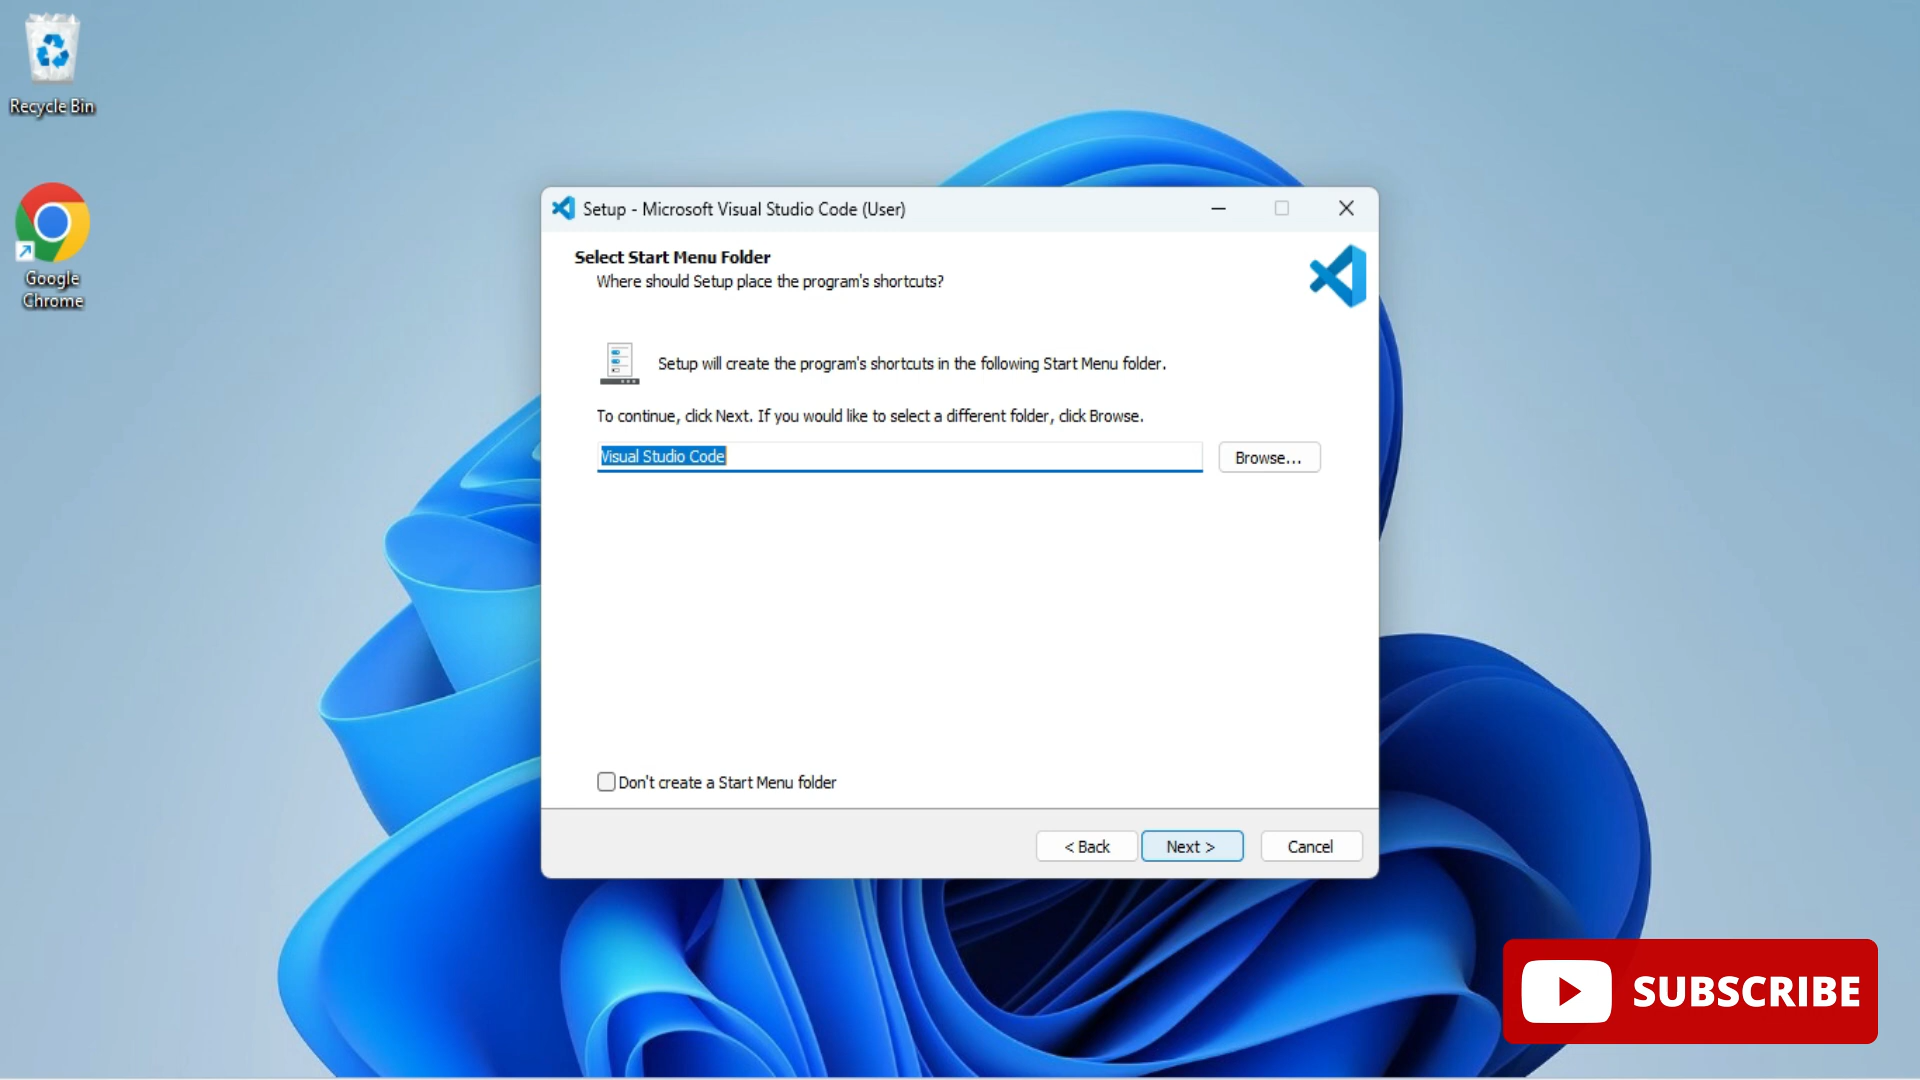 Recycle Bin
Google
Chrome
Setup - Microsoft Visual Studio Code (User)
Select Start Menu Folder
Where should Setup place the program's shortcuts?
Setup will create the program's shortcuts in the following Start Menu folder.
To continue, click Next. If you would like to select a different folder, click Browse.
Visual Studio Code
Browse...
Don't create a Start Menu folder
< Back
Next >
Cancel
SUBSCRIBE